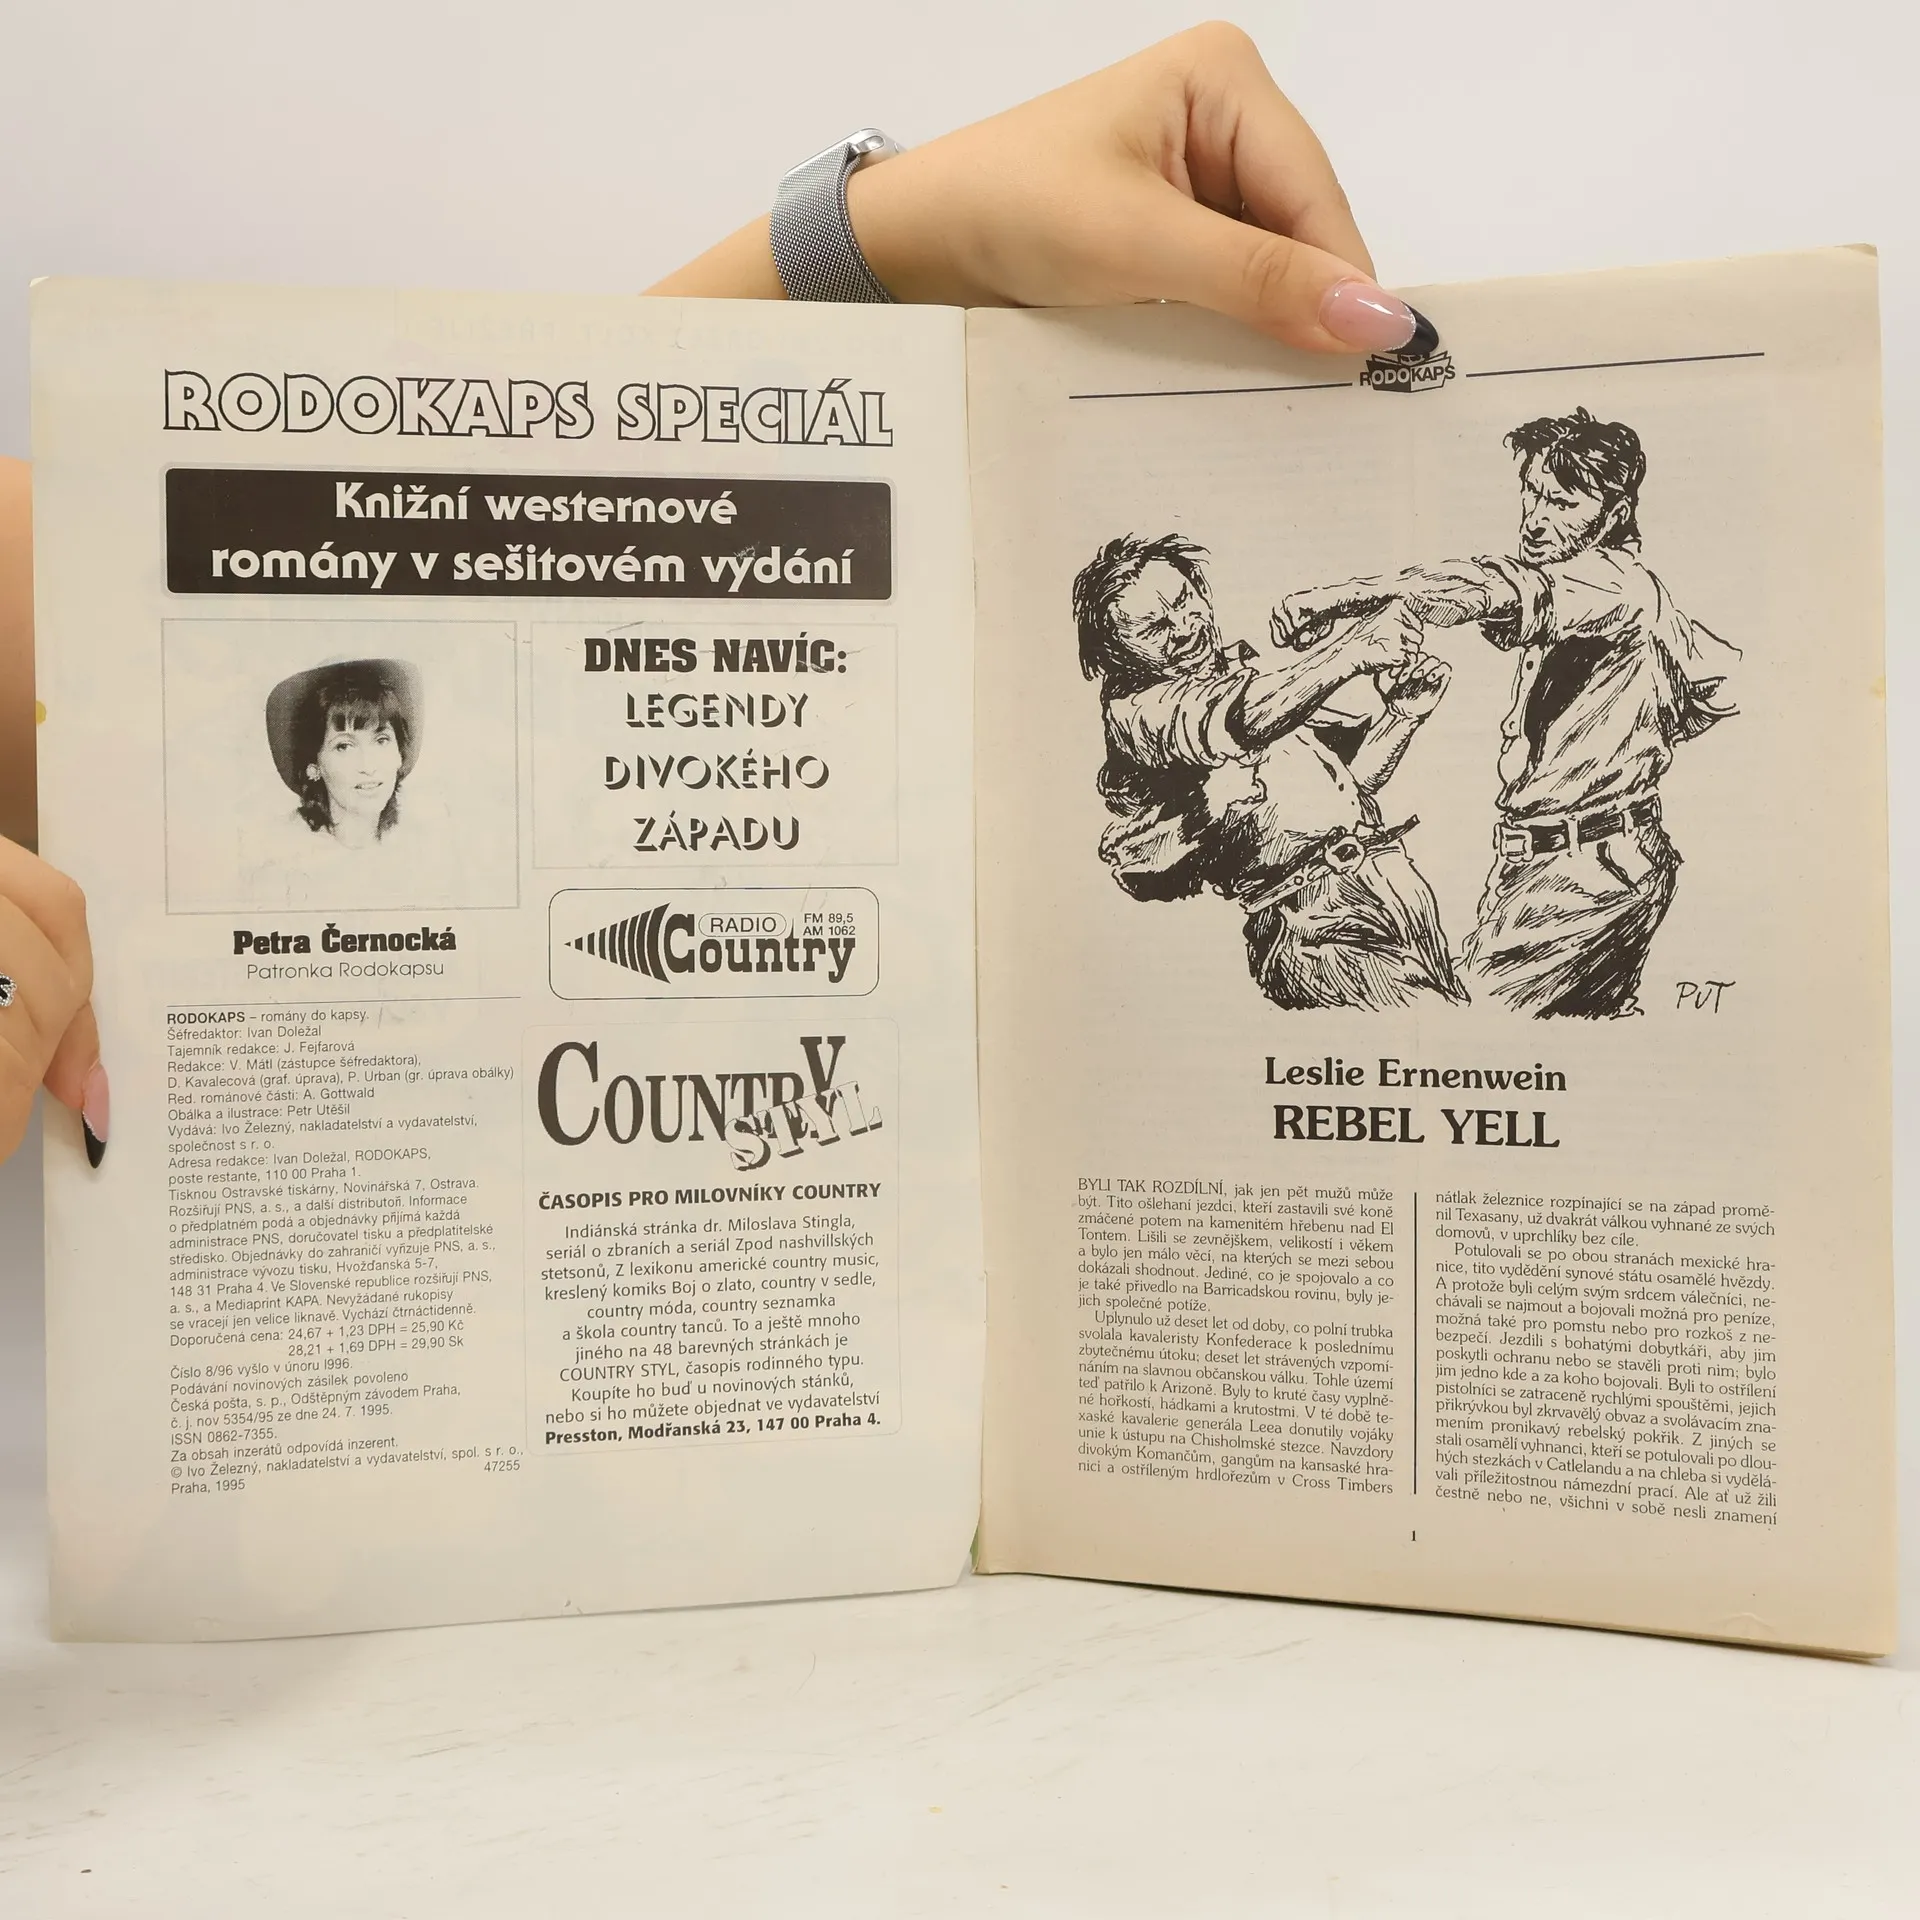 RODOKAPS SPECIÁL
Knižní westernové
romány v sešitovém vydání
Petra Černocká
Patronka Rodokapsu
DNES NAVÍC:
LEGENDY
DIVOKÉHO
ZÁPADU
RADIO
FM 89,5
AM 1062
Country
RODOKAPS – romány do kapsy.
Šéfredaktor: Ivan Doležal
Tajemník redakce: J. Fejfarová
Redakce: V. Mátl (zástupce šéfredaktora),
D. Kavalecová (graf. úprava), P. Urban (gr. úprava obálky)
Red. románové části: A. Gottwald
Obálka a ilustrace: Petr Utěšil
Vydává: Ivo Železný, nakladatelství a vydavatelství,
společnost s r. o.
Adresa redakce: Ivan Doležal, RODOKAPS,
poste restante, 110 00 Praha 1.
Tisknou Ostravské tiskárny, Novinářská 7, Ostrava.
Rozšiřují PNS, a. s., a další distributoři. Informace
o předplatném podá a objednávky přijímá každá
administrace PNS, doručovatel tisku a předplatitelské
středisko. Objednávky do zahraničí vyřizuje PNS, a. s.,
administrace vývozu tisku, Hvožďanská 5-7,
148 31 Praha 4. Ve Slovenské republice rozšiřují PNS,
a. s., a Mediaprint KAPA. Nevyžádané rukopisy
se vracejí jen velice liknavě. Vychází čtrnáctidenně.
Doporučená cena: 24,67 + 1,23 DPH = 25,90 Kč
28,21 + 1,69 DPH = 29,90 Sk
Číslo 8/96 vyšlo v únoru 1996.
Podávání novinových zásilek povoleno
Česká pošta, s. p., Odštěpným závodem Praha,
č. j. nov 5354/95 ze dne 24. 7. 1995.
ISSN 0862-7355.
Za obsah inzerátů odpovídá inzerent.
© Ivo Železný, nakladatelství a vydavatelství, spol. s r. o.,
Praha, 1995
47255
COUNTRY
STYL
ČASOPIS PRO MILOVNÍKY COUNTRY
Indiánská stránka dr. Miloslava Stingla,
seriál o zbraních a seriál Zpod nashvillských
stetsonů, Z lexikonu americké country music,
kreslený komiks Boj o zlato, country v sedle,
country móda, country seznamka
a škola country tanců. To a ještě mnoho
jiného na 48 barevných stránkách je
COUNTRY STYL, časopis rodinného typu.
Koupíte ho buď u novinových stánků,
nebo si ho můžete objednat ve vydavatelství
Presston, Modřanská 23, 147 00 Praha 4.
RODOKAPS
PUT
Leslie Ernenwein
REBEL YELL
BYLI TAK ROZDÍLNÍ, jak jen pět mužů může
být. Tito ošlehaní jezdci, kteří zastavili své koně
zmáčené potem na kamenitém hřebenu nad El
Tontem. Lišili se zevnějškem, velikostí i věkem
a bylo jen málo věcí, na kterých se mezi sebou
dokázali shodnout. Jediné, co je spojovalo a co
je také přivedlo na Barricadskou rovinu, byly je-
jich společné potíže.
Uplynulo už deset let od doby, co polní trubka
svolala kavaleristy Konfederace k poslednímu
zbytečnému útoku; deset let strávených vzpomí-
náním na slavnou občanskou válku. Tohle území
teď patřilo k Arizoně. Byly to kruté časy vyplně-
né hořkostí, hádkami a krutostmi. V té době te-
xaské kavalerie generála Leea donutily vojáky
unie k ústupu na Chisholmské stezce. Navzdory
divokým Komančům, gangům na kansaské hra-
nici a ostříleným hrdlořezům v Cross Timbers
nátlak železnice rozpínající se na západ promě-
nil Texasany, už dvakrát válkou vyhnané ze svých
domovů, v uprchlíky bez cíle.
Potulovali se po obou stranách mexické hra-
nice, tito vydědění synové státu osamělé hvězdy.
A protože byli celým svým srdcem válečníci, ne-
chávali se najmout a bojovali možná pro peníze,
možná také pro pomstu nebo pro rozkoš z ne-
bezpečí. Jezdili s bohatými dobytkáři, aby jim
poskytli ochranu nebo se stavěli proti nim; bylo
jim jedno kde a za koho bojovali. Byli to ostřílení
pistolníci se zatraceně rychlými spouštěmi, jejich
přikrývkou byl zkrvavělý obvaz a svolávacím zna-
mením pronikavý rebelský pokřik. Z jiných se
stali osamělí vyhnanci, kteří se potulovali po dlou-
hých stezkách v Catlelandu a na chleba si vydělá-
vali příležitostnou námezdní prací. Ale ať už žili
čestně nebo ne, všichni v sobě nesli znamení
1